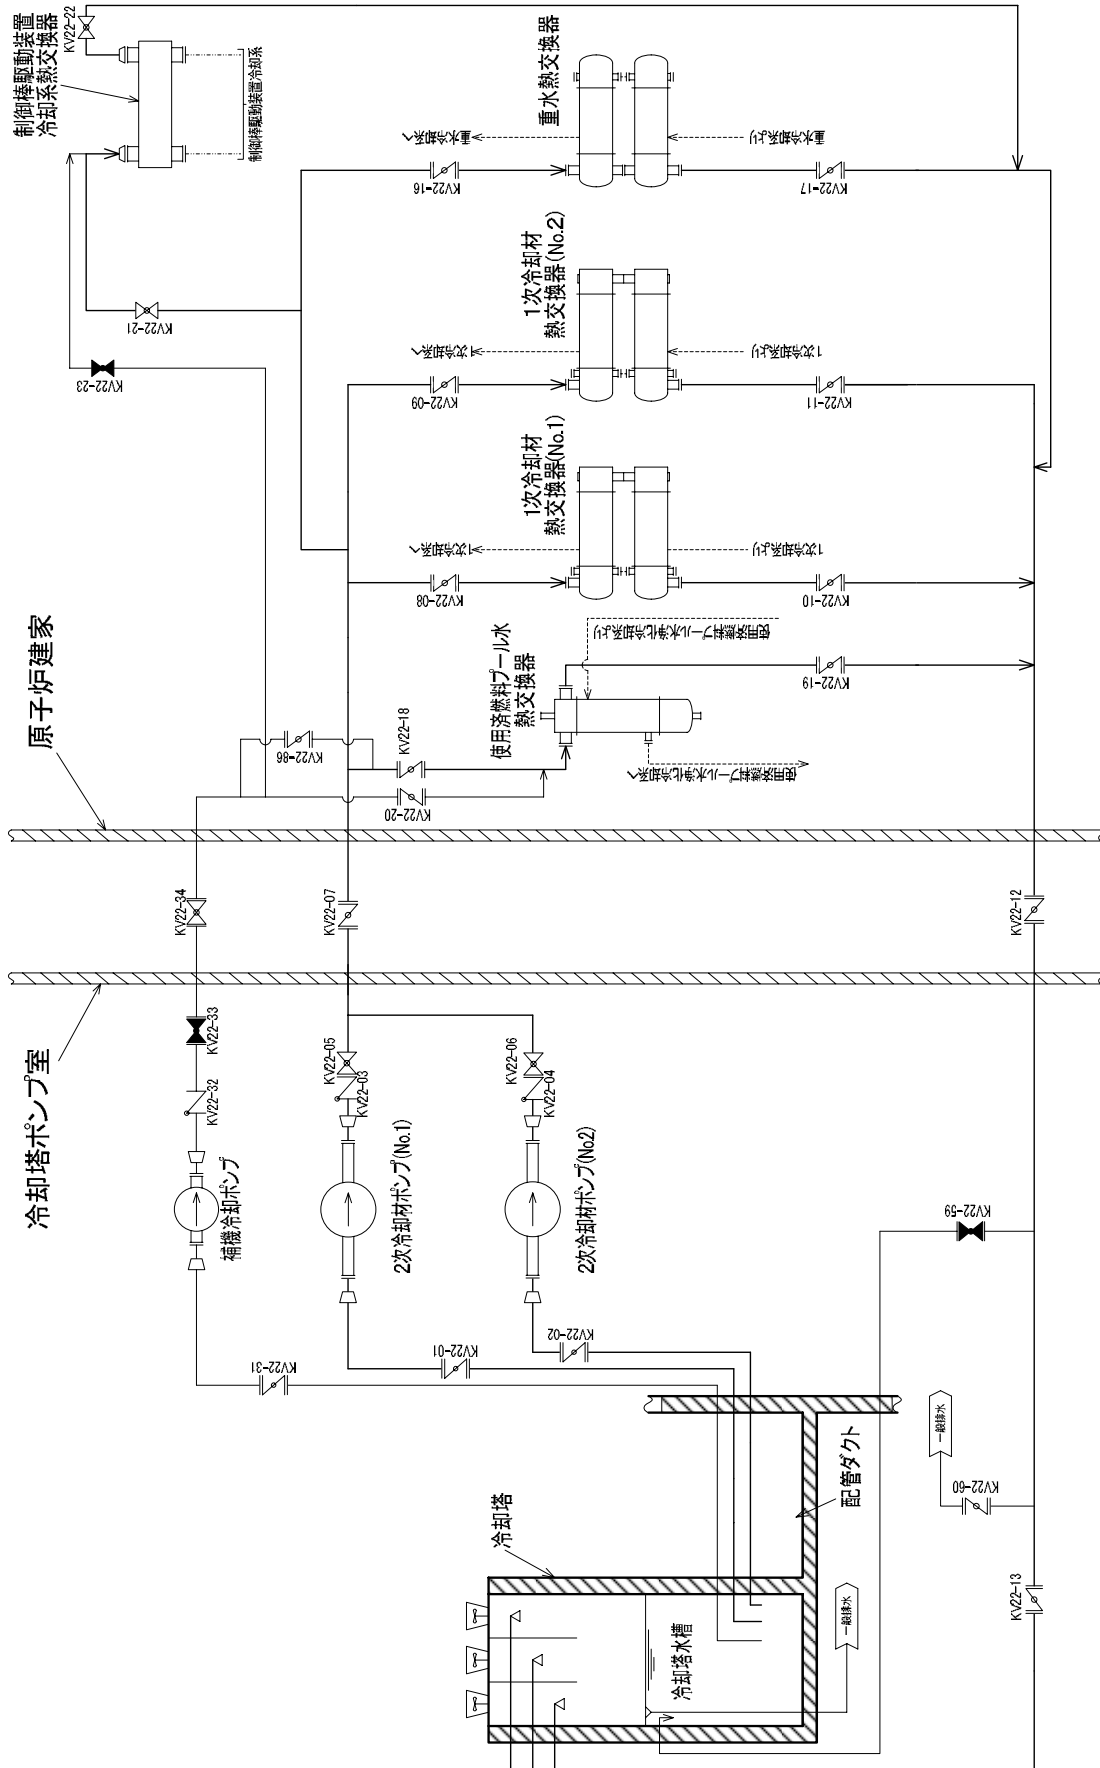 制御棒駆動装置
冷却系熱交換器
KV22-22
制御棒駆動装置冷却系
重水熱交換器
重水冷却系へ
重水冷却系より
KV22-16
KV22-17
KV22-21
KV22-23
1次冷却材
熱交換器(No.2)
1次冷却系へ
1次冷却系より
KV22-09
KV22-11
1次冷却材
熱交換器(No.1)
1次冷却系へ
1次冷却系より
KV22-08
KV22-10
原子炉建家
使用済燃料プール水
熱交換器
使用済燃料プール水浄化冷却系より
使用済燃料プール水浄化冷却系へ
KV22-19
KV22-86
KV22-18
KV22-20
KV22-34
KV22-07
KV22-12
冷却塔ポンプ室
KV22-33
KV22-32
KV22-05
KV22-03
KV22-06
KV22-04
補機冷却ポンプ
2次冷却材ポンプ(No.1)
2次冷却材ポンプ(No2)
KV22-59
KV22-31
KV22-01
KV22-02
配管ダクト
一般排水
KV22-60
冷却塔
冷却塔水槽
一般排水
KV22-13